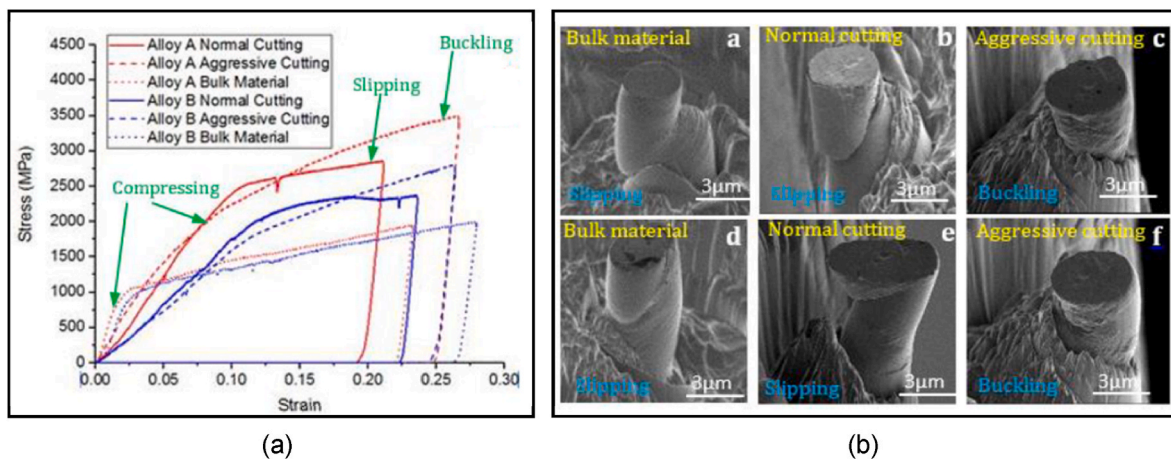 4500
4000
3500
3000
2500
2000
1500
1000
500
0
Stress (MPa)
Alloy A Normal Cutting
Alloy A Aggressive Cutting
Alloy A Bulk Material
Alloy B Normal Cutting
Alloy B Aggressive Cutting
Alloy B Bulk Material
Buckling
Slipping
Compressing
0.00 0.05 0.10 0.15 0.20 0.25 0.30
Strain
(a)
Bulk material a
Slipping 3μm
Normal cutting b
Elipping 3μm
Aggressive cutting c
Buckling 3μm
Bulk material d
Elipping 3μm
Normal cutting e
Slipping 3μm
Aggressive cutting f
Buckling 3μm
(b)